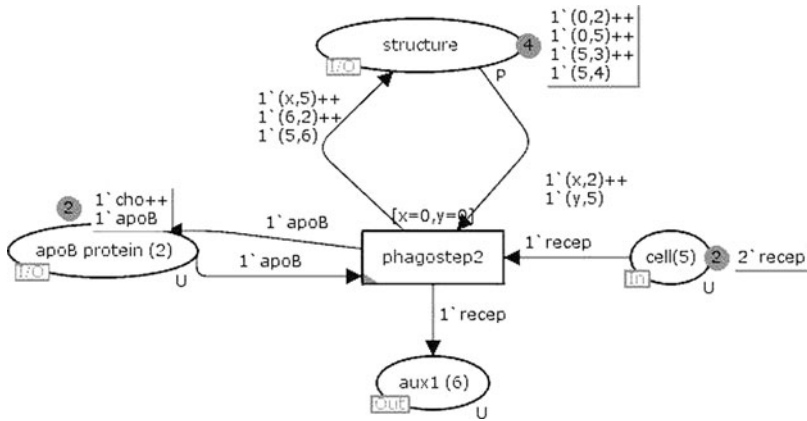 structure
I/O
4
P
1`(0,2)++
1`(0,5)++
1`(5,3)++
1`(5,4)
1`(x,5)++
1`(6,2)++
1`(5,6)
1`(x,2)++
1`(y,5)
[x=0,y=0]
2
1`cho++
1`apoB
apoB protein (2)
I/O
U
1`apoB
1`apoB
phagostep2
1`recep
cell(5)
In
2
2`recep
U
1`recep
aux1 (6)
Out
U